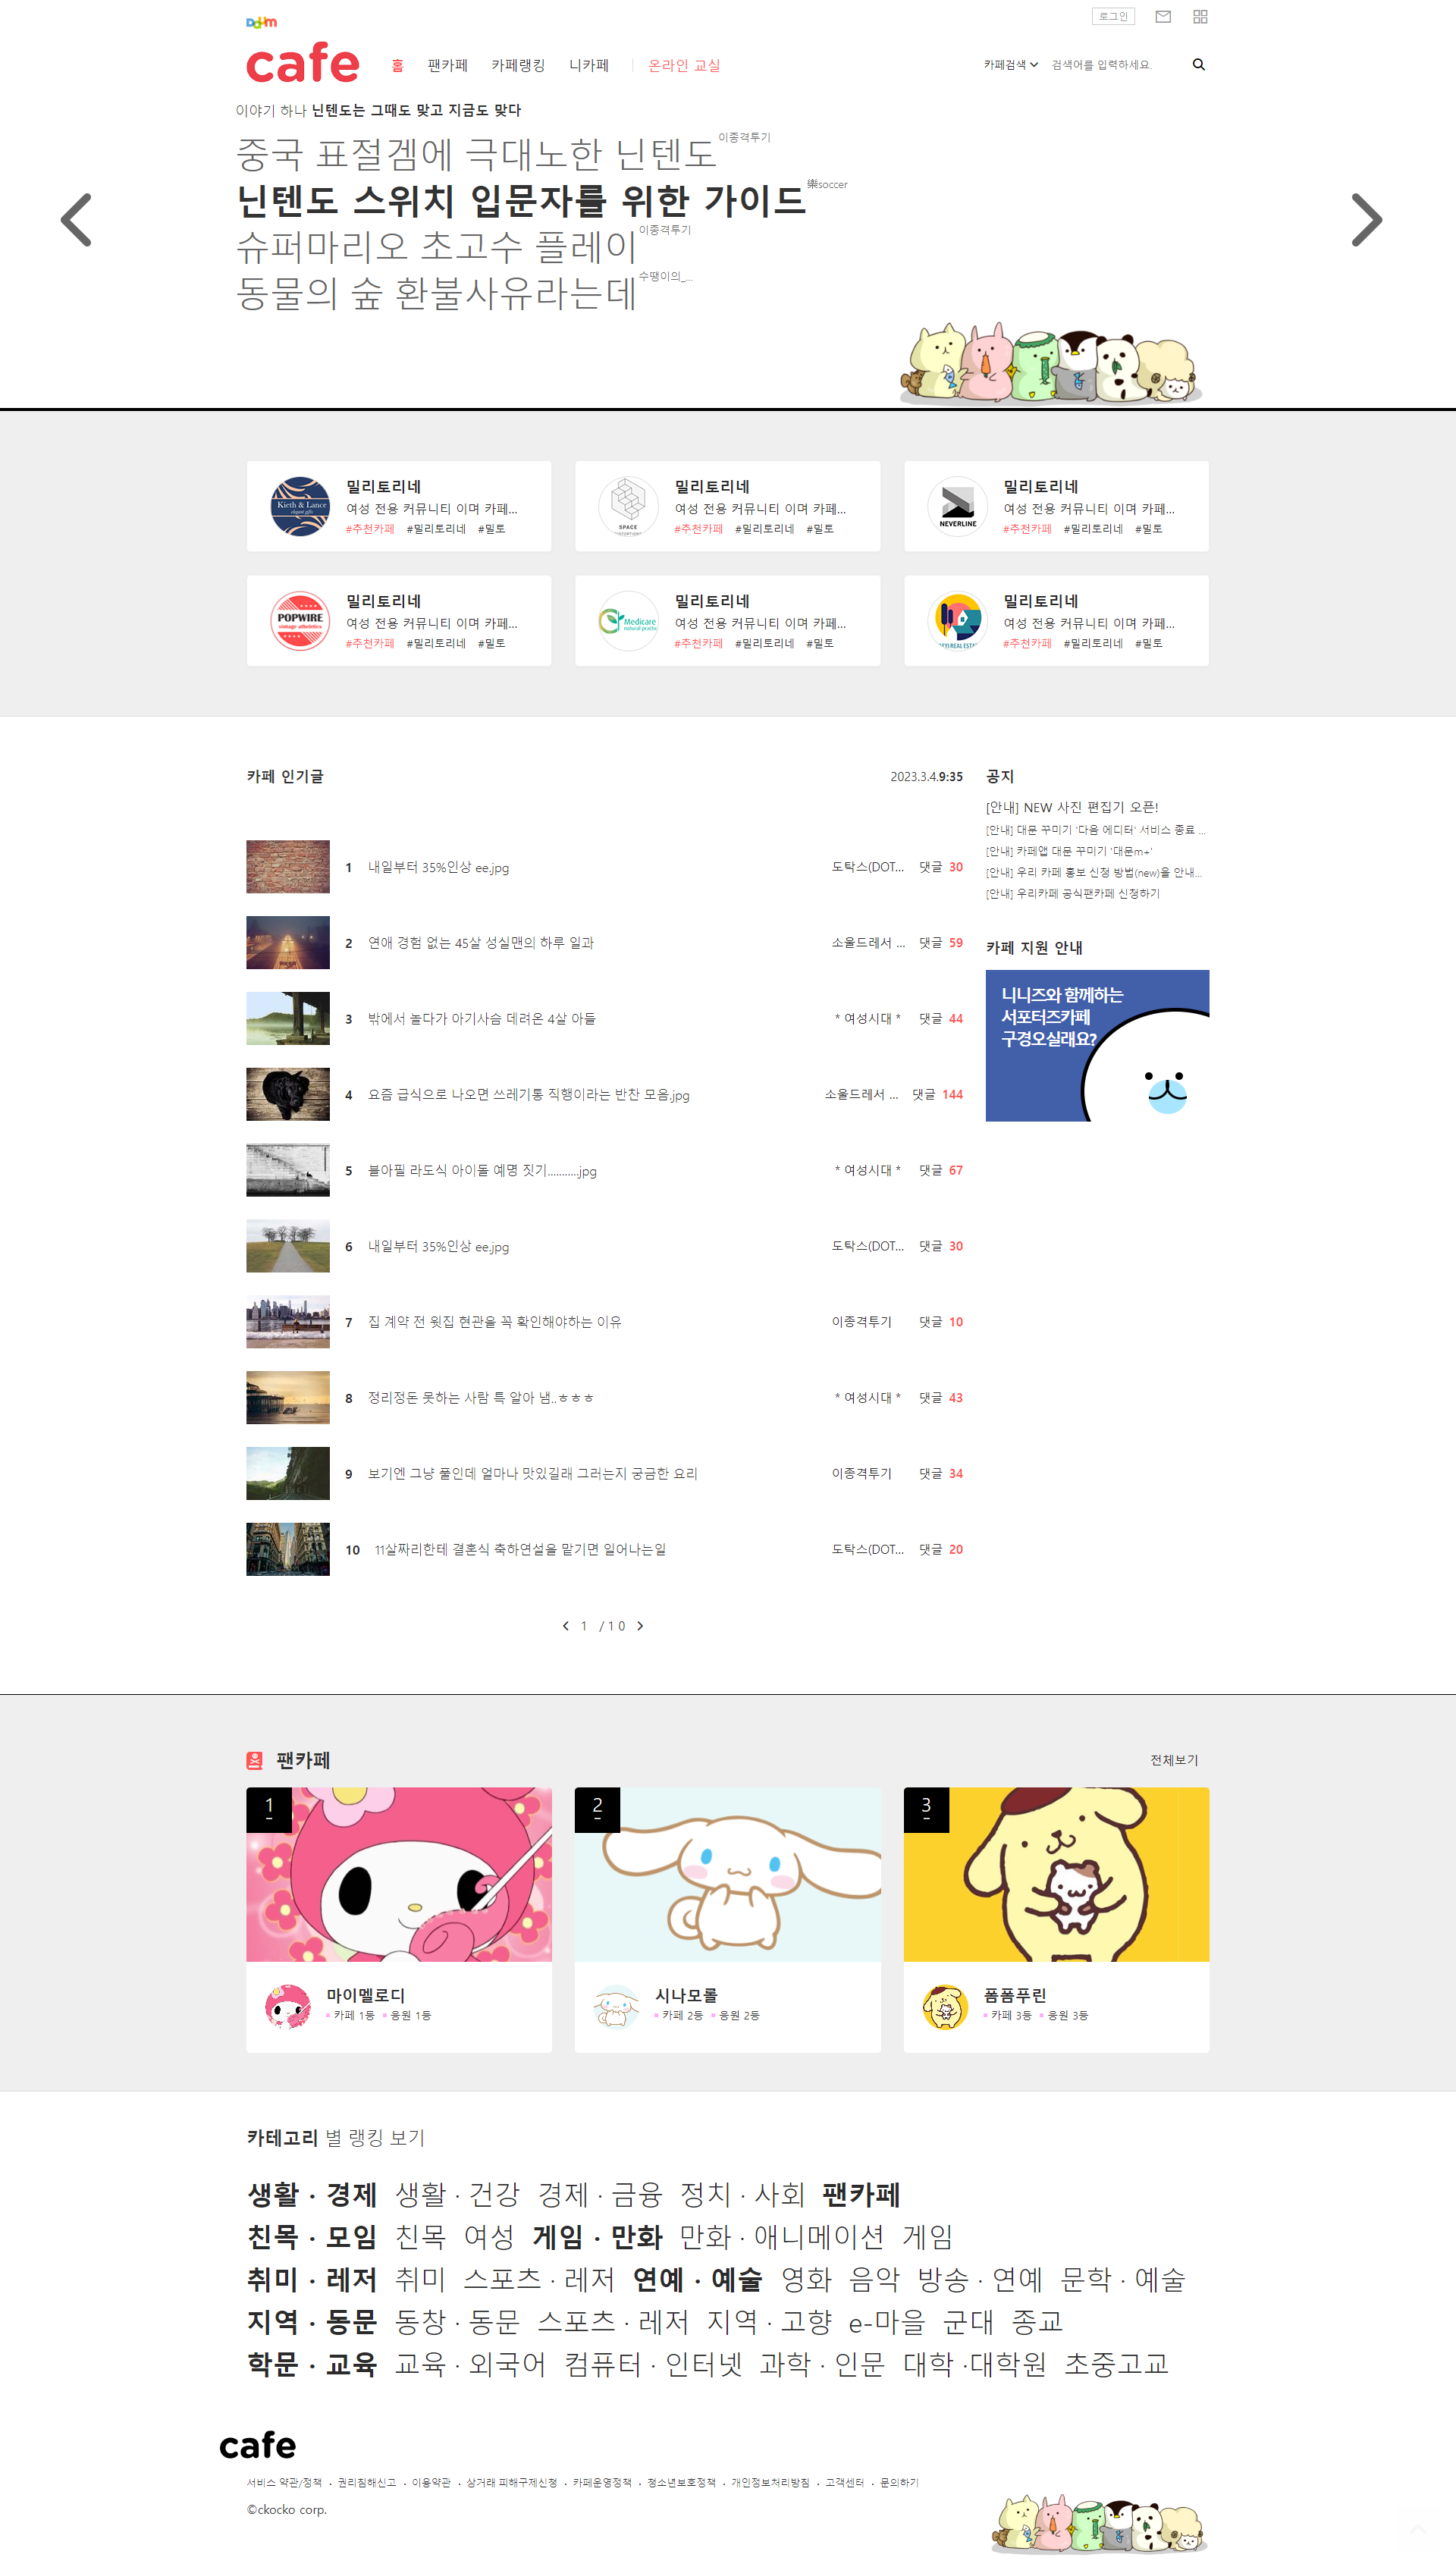 Daum
로그인
cafe
홈 팬카페 카페랭킹 니카페 온라인 교실
카페검색 검색어를 입력하세요.
이야기 하나 닌텐도는 그때도 맞고 지금도 맞다
중국 표절겜에 극대노한 닌텐도 이종격투기
닌텐도 스위치 입문자를 위한 가이드 樂soccer
슈퍼마리오 초고수 플레이 이종격투기
동물의 숲 환불사유라는데 수땡이의_...
Kieth & Lance
elegant gifts
밀리토리네
여성 전용 커뮤니티 이며 카페...
#추천카페 #밀리토리네 #밀토
SPACE
밀리토리네
여성 전용 커뮤니티 이며 카페...
#추천카페 #밀리토리네 #밀토
NEVERLINE
밀리토리네
여성 전용 커뮤니티 이며 카페...
#추천카페 #밀리토리네 #밀토
POPWIRE
vintage athletics
밀리토리네
여성 전용 커뮤니티 이며 카페...
#추천카페 #밀리토리네 #밀토
Medicare
밀리토리네
여성 전용 커뮤니티 이며 카페...
#추천카페 #밀리토리네 #밀토
밀리토리네
여성 전용 커뮤니티 이며 카페...
#추천카페 #밀리토리네 #밀토
카페 인기글 2023.3.4.9:35
1 내일부터 35%인상 ee.jpg 도탁스(DOT... 댓글 30
2 연애 경험 없는 45살 성실맨의 하루 일과 소울드레서 ... 댓글 59
3 밖에서 놀다가 아기사슴 데려온 4살 아들 * 여성시대 * 댓글 44
4 요즘 급식으로 나오면 쓰레기통 직행이라는 반찬 모음.jpg 소울드레서 ... 댓글 144
5 블아필 라도식 아이돌 예명 짓기..........jpg * 여성시대 * 댓글 67
6 내일부터 35%인상 ee.jpg 도탁스(DOT... 댓글 30
7 집 계약 전 윗집 현관을 꼭 확인해야하는 이유 이종격투기 댓글 10
8 정리정돈 못하는 사람 특 알아 냄..ㅎㅎㅎ * 여성시대 * 댓글 43
9 보기엔 그냥 풀인데 얼마나 맛있길래 그러는지 궁금한 요리 이종격투기 댓글 34
10 11살짜리한테 결혼식 축하연설을 맡기면 일어나는일 도탁스(DOT... 댓글 20
1 /10
공지
[안내] NEW 사진 편집기 오픈!
[안내] 대문 꾸미기 '다음 에디터' 서비스 종료 ...
[안내] 카페앱 대문 꾸미기 '대문m+'
[안내] 우리 카페 홍보 신청 방법(new)을 안내...
[안내] 우리카페 공식팬카페 신청하기
카페 지원 안내
니니즈와 함께하는
서포터즈카페
구경오실래요?
팬카페 전체보기
1
마이멜로디
카페 1등 응원 1등
2
시나모롤
카페 2등 응원 2등
3
폼폼푸린
카페 3등 응원 3등
카테고리 별 랭킹 보기
생활 · 경제 생활 · 건강 경제 · 금융 정치 · 사회 팬카페
친목 · 모임 친목 여성 게임 · 만화 만화 · 애니메이션 게임
취미 · 레저 취미 스포츠 · 레저 연예 · 예술 영화 음악 방송 · 연예 문학 · 예술
지역 · 동문 동창 · 동문 스포츠 · 레저 지역 · 고향 e-마을 군대 종교
학문 · 교육 교육 · 외국어 컴퓨터 · 인터넷 과학 · 인문 대학 ·대학원 초중고교
cafe
서비스 약관/정책 · 권리침해신고 · 이용약관 · 상거래 피해구제신청 · 카페운영정책 · 청소년보호정책 · 개인정보처리방침 · 고객센터 · 문의하기
©ckocko corp.